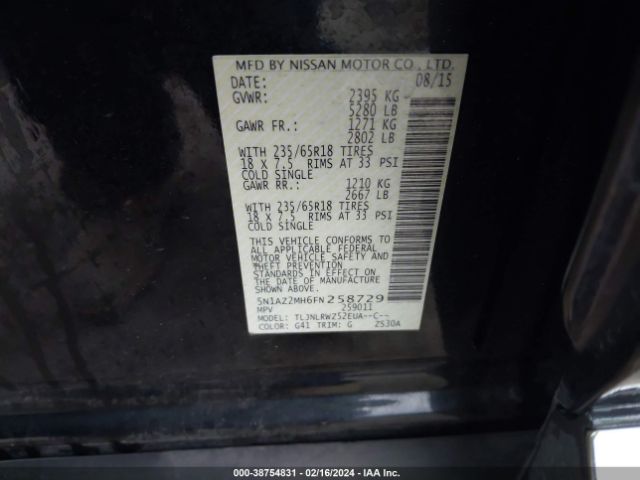 MFD BY NISSAN MOTOR CO., LTD.
DATE: 08/15
GVWR: 2395 KG
5280 LB
GAWR FR.: 1271 KG
2802 LB
WITH 235/65R18 TIRES
18 X 7.5 RIMS AT 33 PSI
COLD SINGLE
GAWR RR.: 1210 KG
2667 LB
WITH 235/65R18 TIRES
18 X 7.5 RIMS AT 33 PSI
COLD SINGLE
THIS VEHICLE CONFORMS TO
ALL APPLICABLE FEDERAL
MOTOR VEHICLE SAFETY AND
THEFT PREVENTION
STANDARDS IN EFFECT ON
THE DATE OF MANUFACTURE
SHOWN ABOVE.
5N1AZ2MH6FN258729
MPV 259011
MODEL: TLJNLRWZ52EUA--C--
COLOR: G41 TRIM: G Z530A
000-38754831 - 02/16/2024 - IAA Inc.